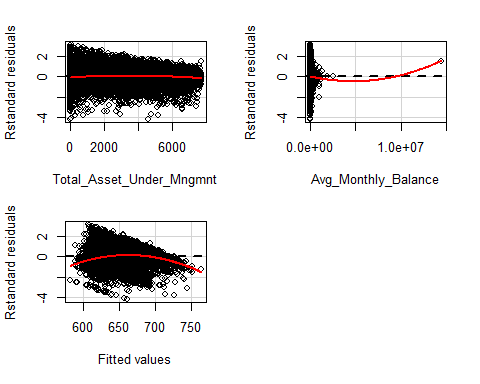 Rstandard residuals
2
0
-4
0
2000
6000
Total_Asset_Under_Mngmnt
Rstandard residuals
2
0
-4
0.0e+00
1.0e+07
Avg_Monthly_Balance
Rstandard residuals
2
0
-4
600
650
700
750
Fitted values